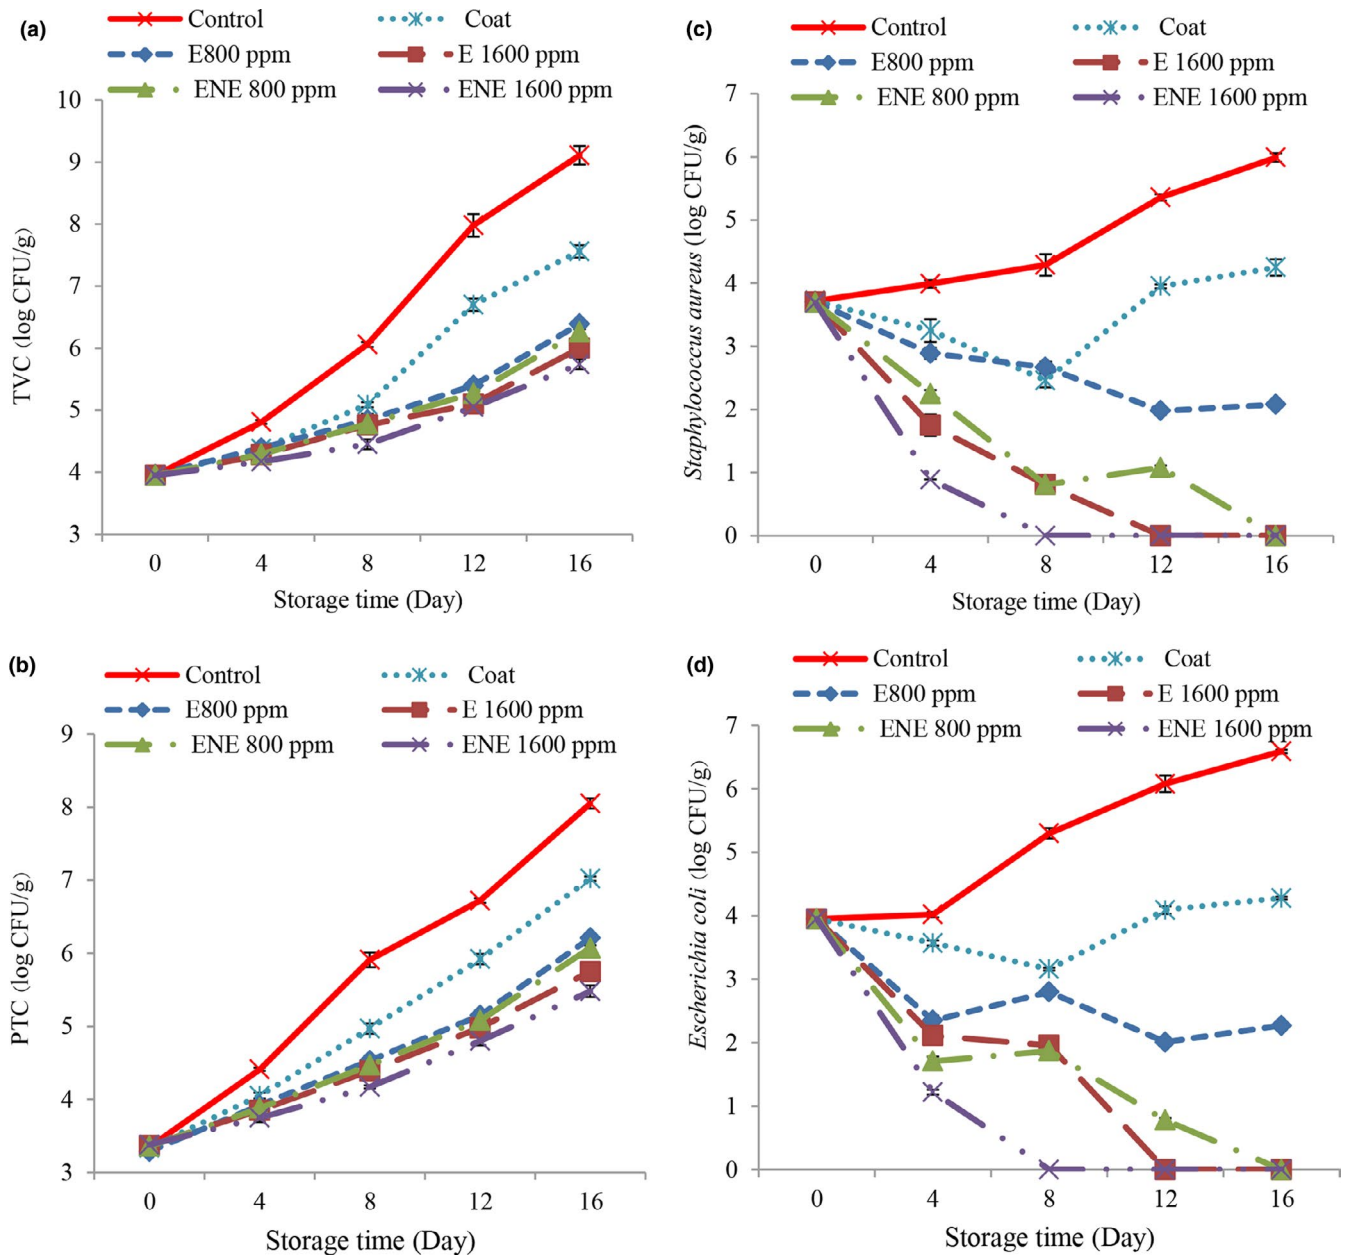 (a)
Control
Coat
E800 ppm
E 1600 ppm
ENE 800 ppm
ENE 1600 ppm
TVC (log CFU/g)
10
9
8
7
6
5
4
3
0 4 8 12 16
Storage time (Day)
(c)
Control
Coat
E800 ppm
E 1600 ppm
ENE 800 ppm
ENE 1600 ppm
Staphylococcus aureus (log CFU/g)
7
6
5
4
3
2
1
0
0 4 8 12 16
Storage time (Day)
(b)
Control
Coat
E800 ppm
E 1600 ppm
ENE 800 ppm
ENE 1600 ppm
PTC (log CFU/g)
9
8
7
6
5
4
3
0 4 8 12 16
Storage time (Day)
(d)
Control
Coat
E800 ppm
E 1600 ppm
ENE 800 ppm
ENE 1600 ppm
Escherichia coli (log CFU/g)
7
6
5
4
3
2
1
0
0 4 8 12 16
Storage time (Day)